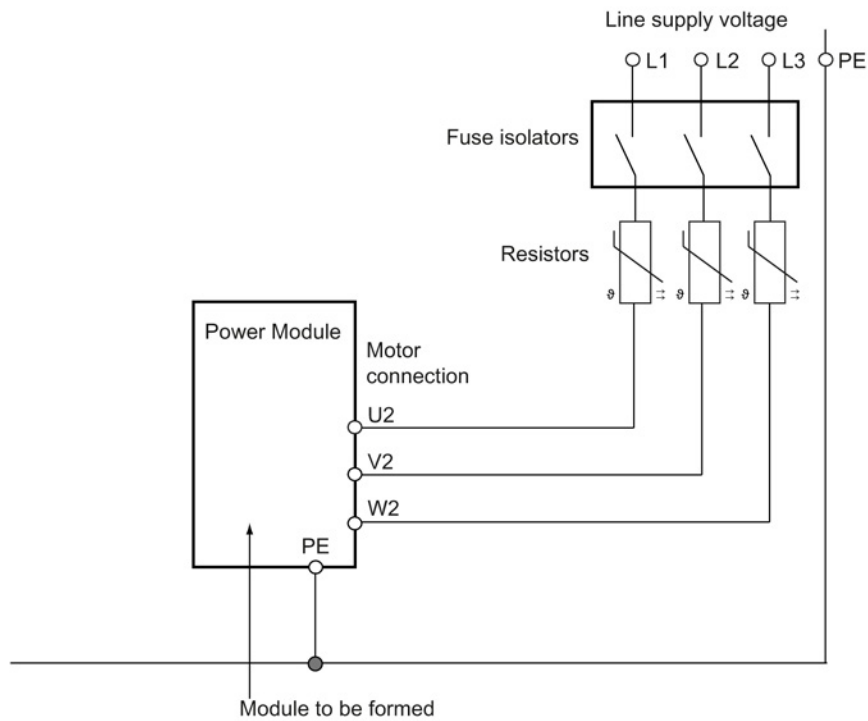 Line supply voltage
L1
L2
L3
PE
Fuse isolators
Resistors
ϑ
ϑ
ϑ
Power Module
Motor
connection
U2
V2
W2
PE
Module to be formed